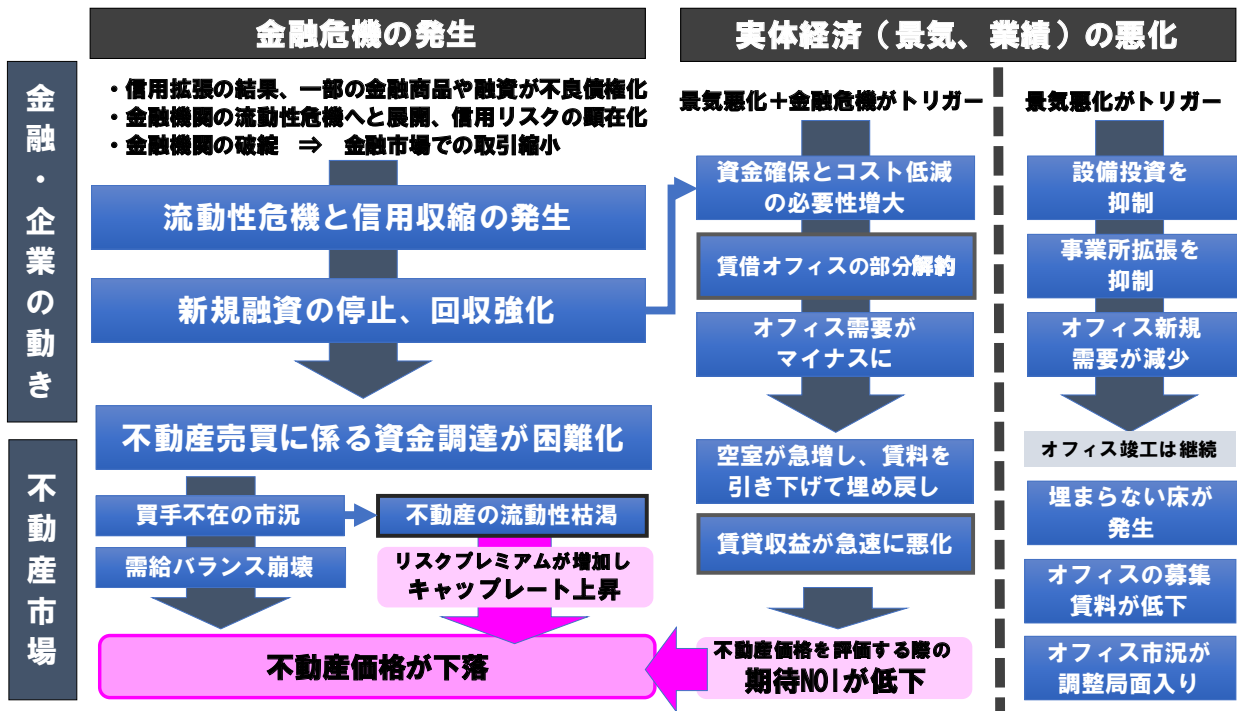 金融危機の発生
実体経済（景気、業績）の悪化
金融・企業の動き
・信用拡張の結果、一部の金融商品や融資が不良債権化
・金融機関の流動性危機へと展開、信用リスクの顕在化
・金融機関の破綻　⇒　金融市場での取引縮小
流動性危機と信用収縮の発生
新規融資の停止、回収強化
景気悪化＋金融危機がトリガー
資金確保とコスト低減
の必要性増大
賃借オフィスの部分解約
オフィス需要が
マイナスに
景気悪化がトリガー
設備投資を
抑制
事業所拡張を
抑制
オフィス新規
需要が減少
不動産市場
不動産売買に係る資金調達が困難化
買手不在の市況
不動産の流動性枯渇
需給バランス崩壊
リスクプレミアムが増加し
キャップレート上昇
不動産価格が下落
空室が急増し、賃料を
引き下げて埋め戻し
賃貸収益が急速に悪化
不動産価格を評価する際の
期待NOIが低下
オフィス竣工は継続
埋まらない床が
発生
オフィスの募集
賃料が低下
オフィス市況が
調整局面入り